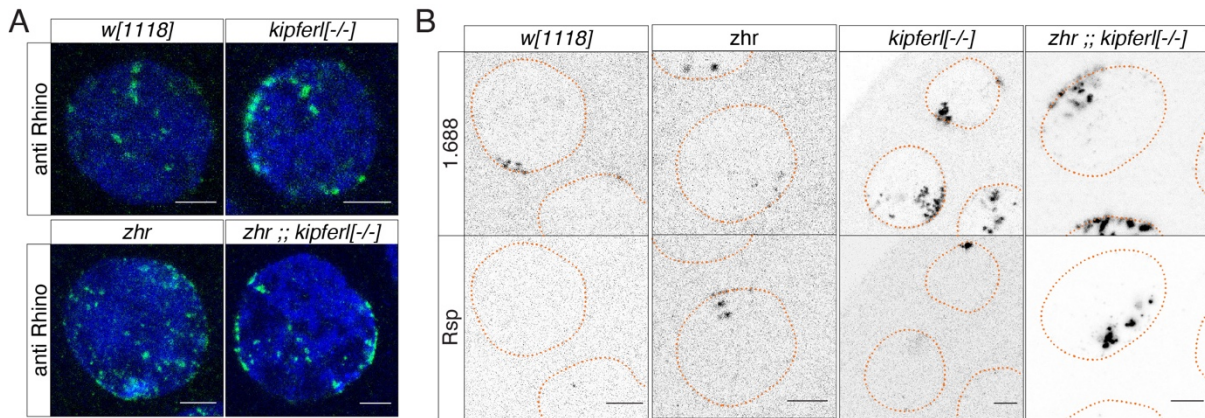 A
w[1118]
kipferl[-/-]
anti Rhino
zhr
zhr ;; kipferl[-/-]
anti Rhino
B
w[1118]
zhr
kipferl[-/-]
zhr ;; kipferl[-/-]
1.688
Rsp